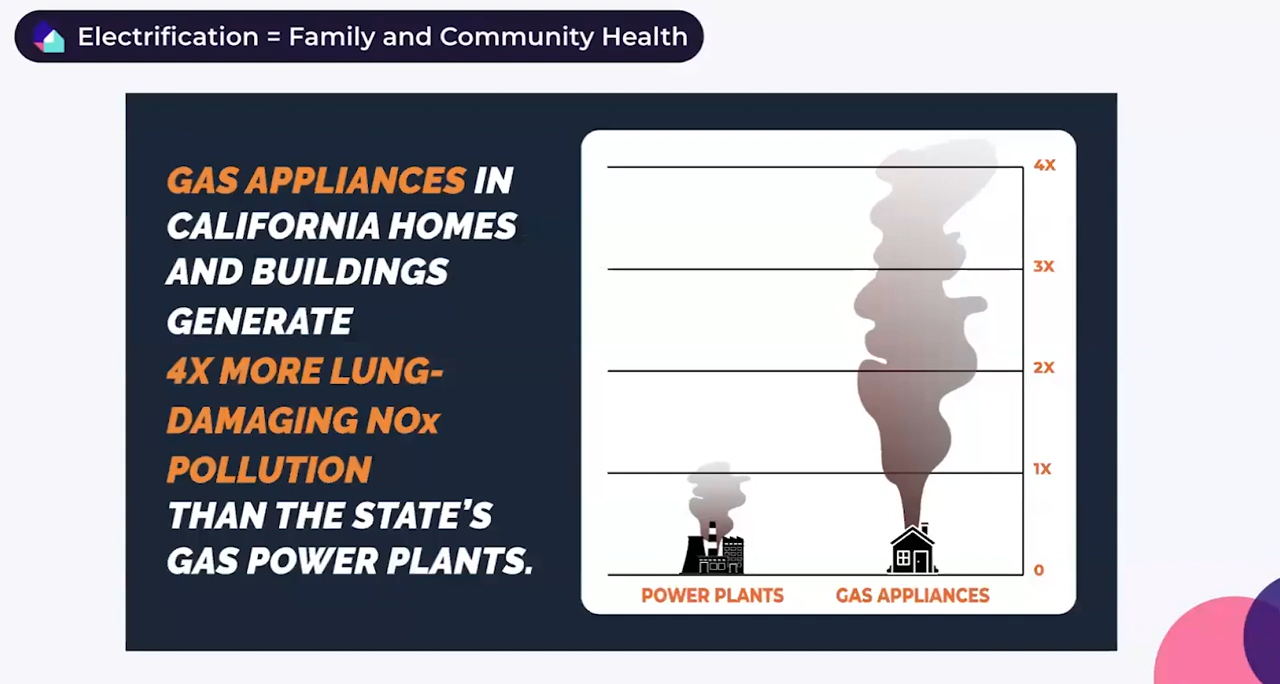 Electrification = Family and Community Health
GAS APPLIANCES IN
CALIFORNIA HOMES
AND BUILDINGS
GENERATE
4X MORE LUNG-
DAMAGING NOx
POLLUTION
THAN THE STATE'S
GAS POWER PLANTS.
4X
3X
2X
1X
0
POWER PLANTS
GAS APPLIANCES